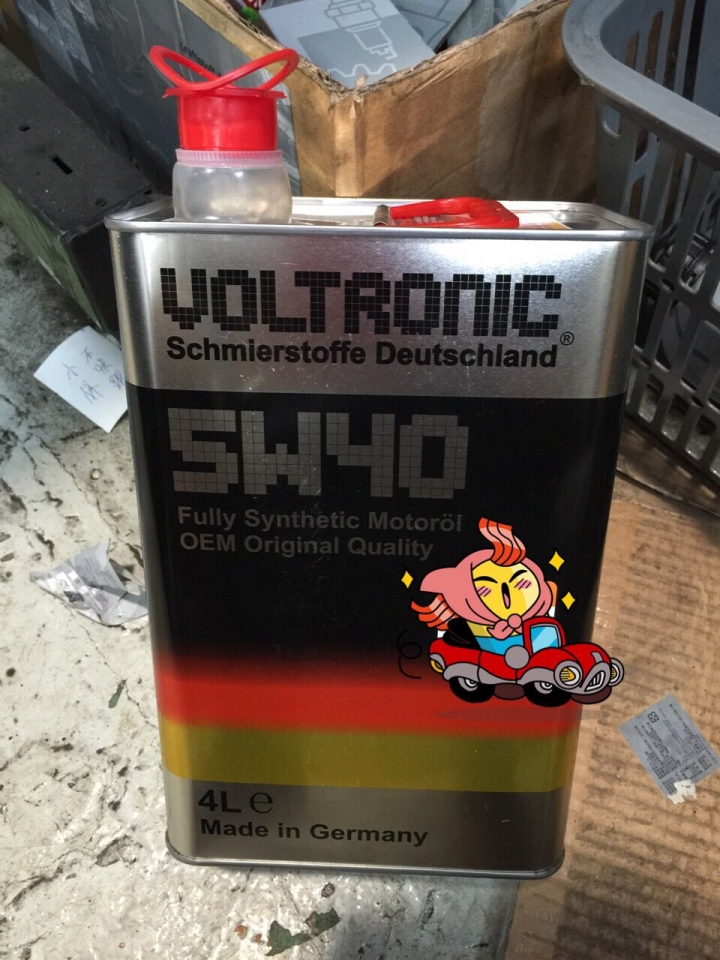 VOLTRONIC
Schmierstoffe Deutschland®
5W40
Fully Synthetic Motoröl
OEM Original Quality
4L ℮
Made in Germany